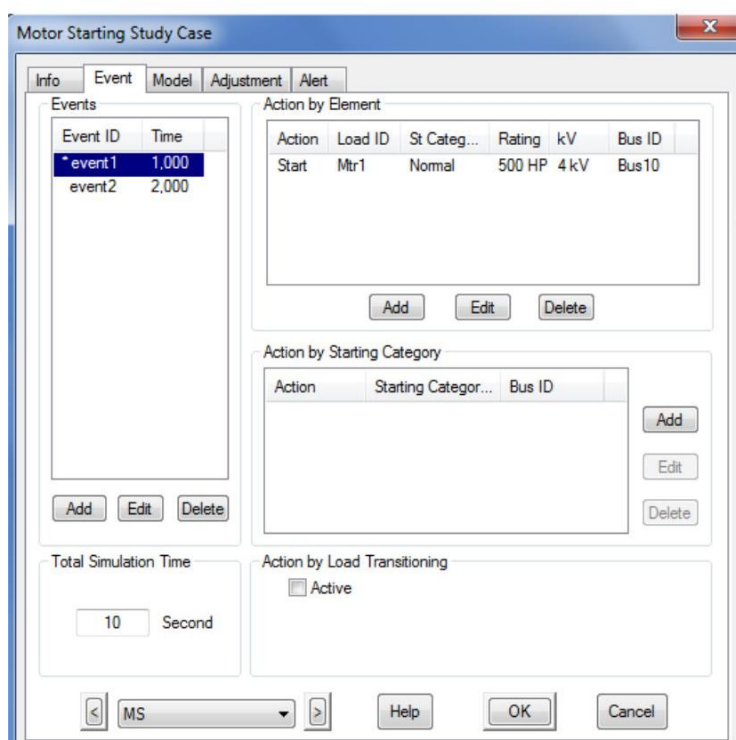 Motor Starting Study Case
Info Event Model Adjustment Alert
Events
Event ID Time
* event1 1,000
event2 2,000
Add Edit Delete
Action by Element
Action Load ID St Categ... Rating kV Bus ID
Start Mtr1 Normal 500 HP 4 kV Bus10
Add Edit Delete
Action by Starting Category
Action Starting Categor... Bus ID
Add
Edit
Delete
Total Simulation Time
10 Second
Action by Load Transitioning
Active
< MS > Help OK Cancel